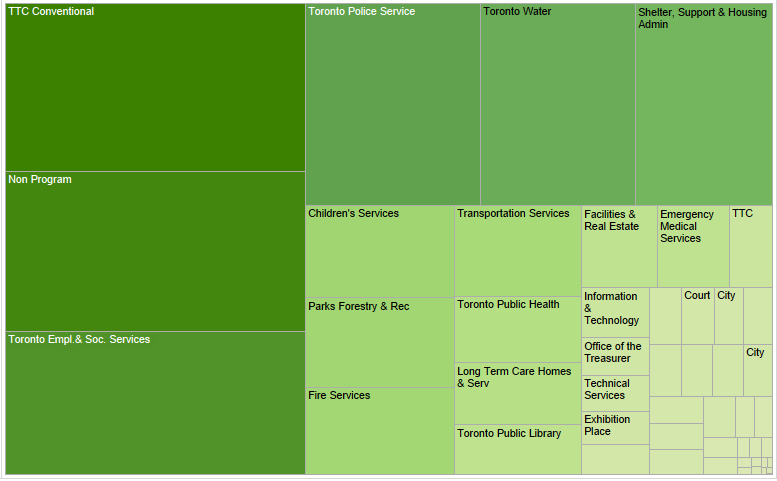 TTC Conventional
Non Program
Toronto Empl.& Soc. Services
Toronto Police Service
Toronto Water
Shelter, Support & Housing
Admin
Children's Services
Parks Forestry & Rec
Fire Services
Transportation Services
Toronto Public Health
Long Term Care Homes
& Serv
Toronto Public Library
Facilities &
Real Estate
Emergency
Medical
Services
TTC
Information
&
Technology
Office of the
Treasurer
Technical
Services
Exhibition
Place
Court
City
City